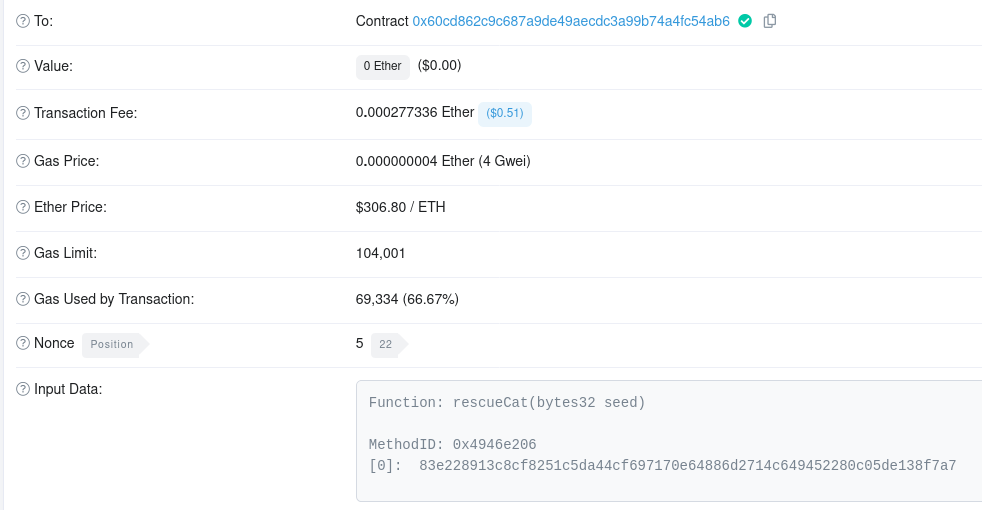 To: Contract 0x60cd862c9c687a9de49aecdc3a99b74a4fc54ab6
Value: 0 Ether ($0.00)
Transaction Fee: 0.000277336 Ether ($0.51)
Gas Price: 0.000000004 Ether (4 Gwei)
Ether Price: $306.80 / ETH
Gas Limit: 104,001
Gas Used by Transaction: 69,334 (66.67%)
Nonce Position 5 22
Input Data:
Function: rescueCat(bytes32 seed)
MethodID: 0x4946e206
[0]: 83e228913c8cf8251c5da44cf697170e64886d2714c649452280c05de138f7a7